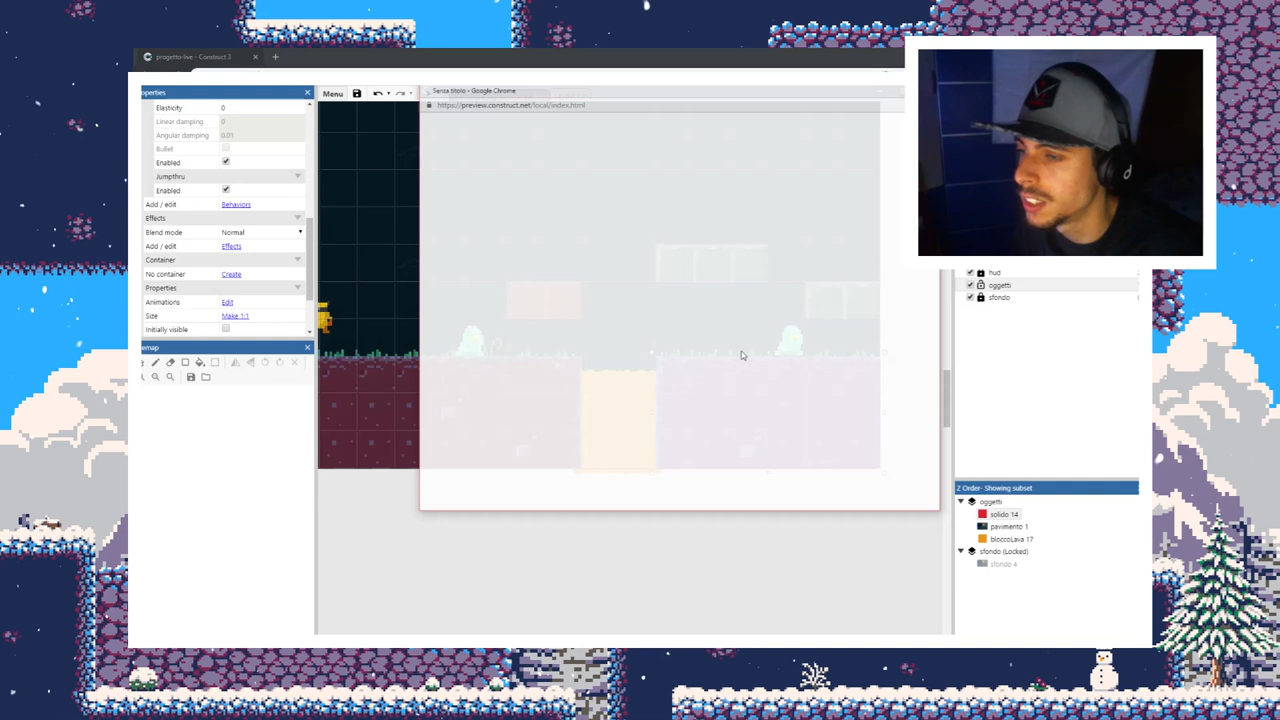 progetto-live - Construct 3
operties
Menu
Senza titolo - Google Chrome
https://preview.construct.net/local/index.html
Elasticity 0
Linear damping 0
Angular damping 0.01
Bullet
Enabled
Jumpthru
Enabled
Add / edit Behaviors
Effects
Blend mode Normal
Add / edit Effects
Container
No container Create
Properties
Animations Edit
Size Make 1:1
Initially visible
emap
hud
oggetti
sfondo
Z Order- Showing subset
oggetti
solido 14
pavimento 1
bloccoLava 17
sfondo (Locked)
sfondo 4